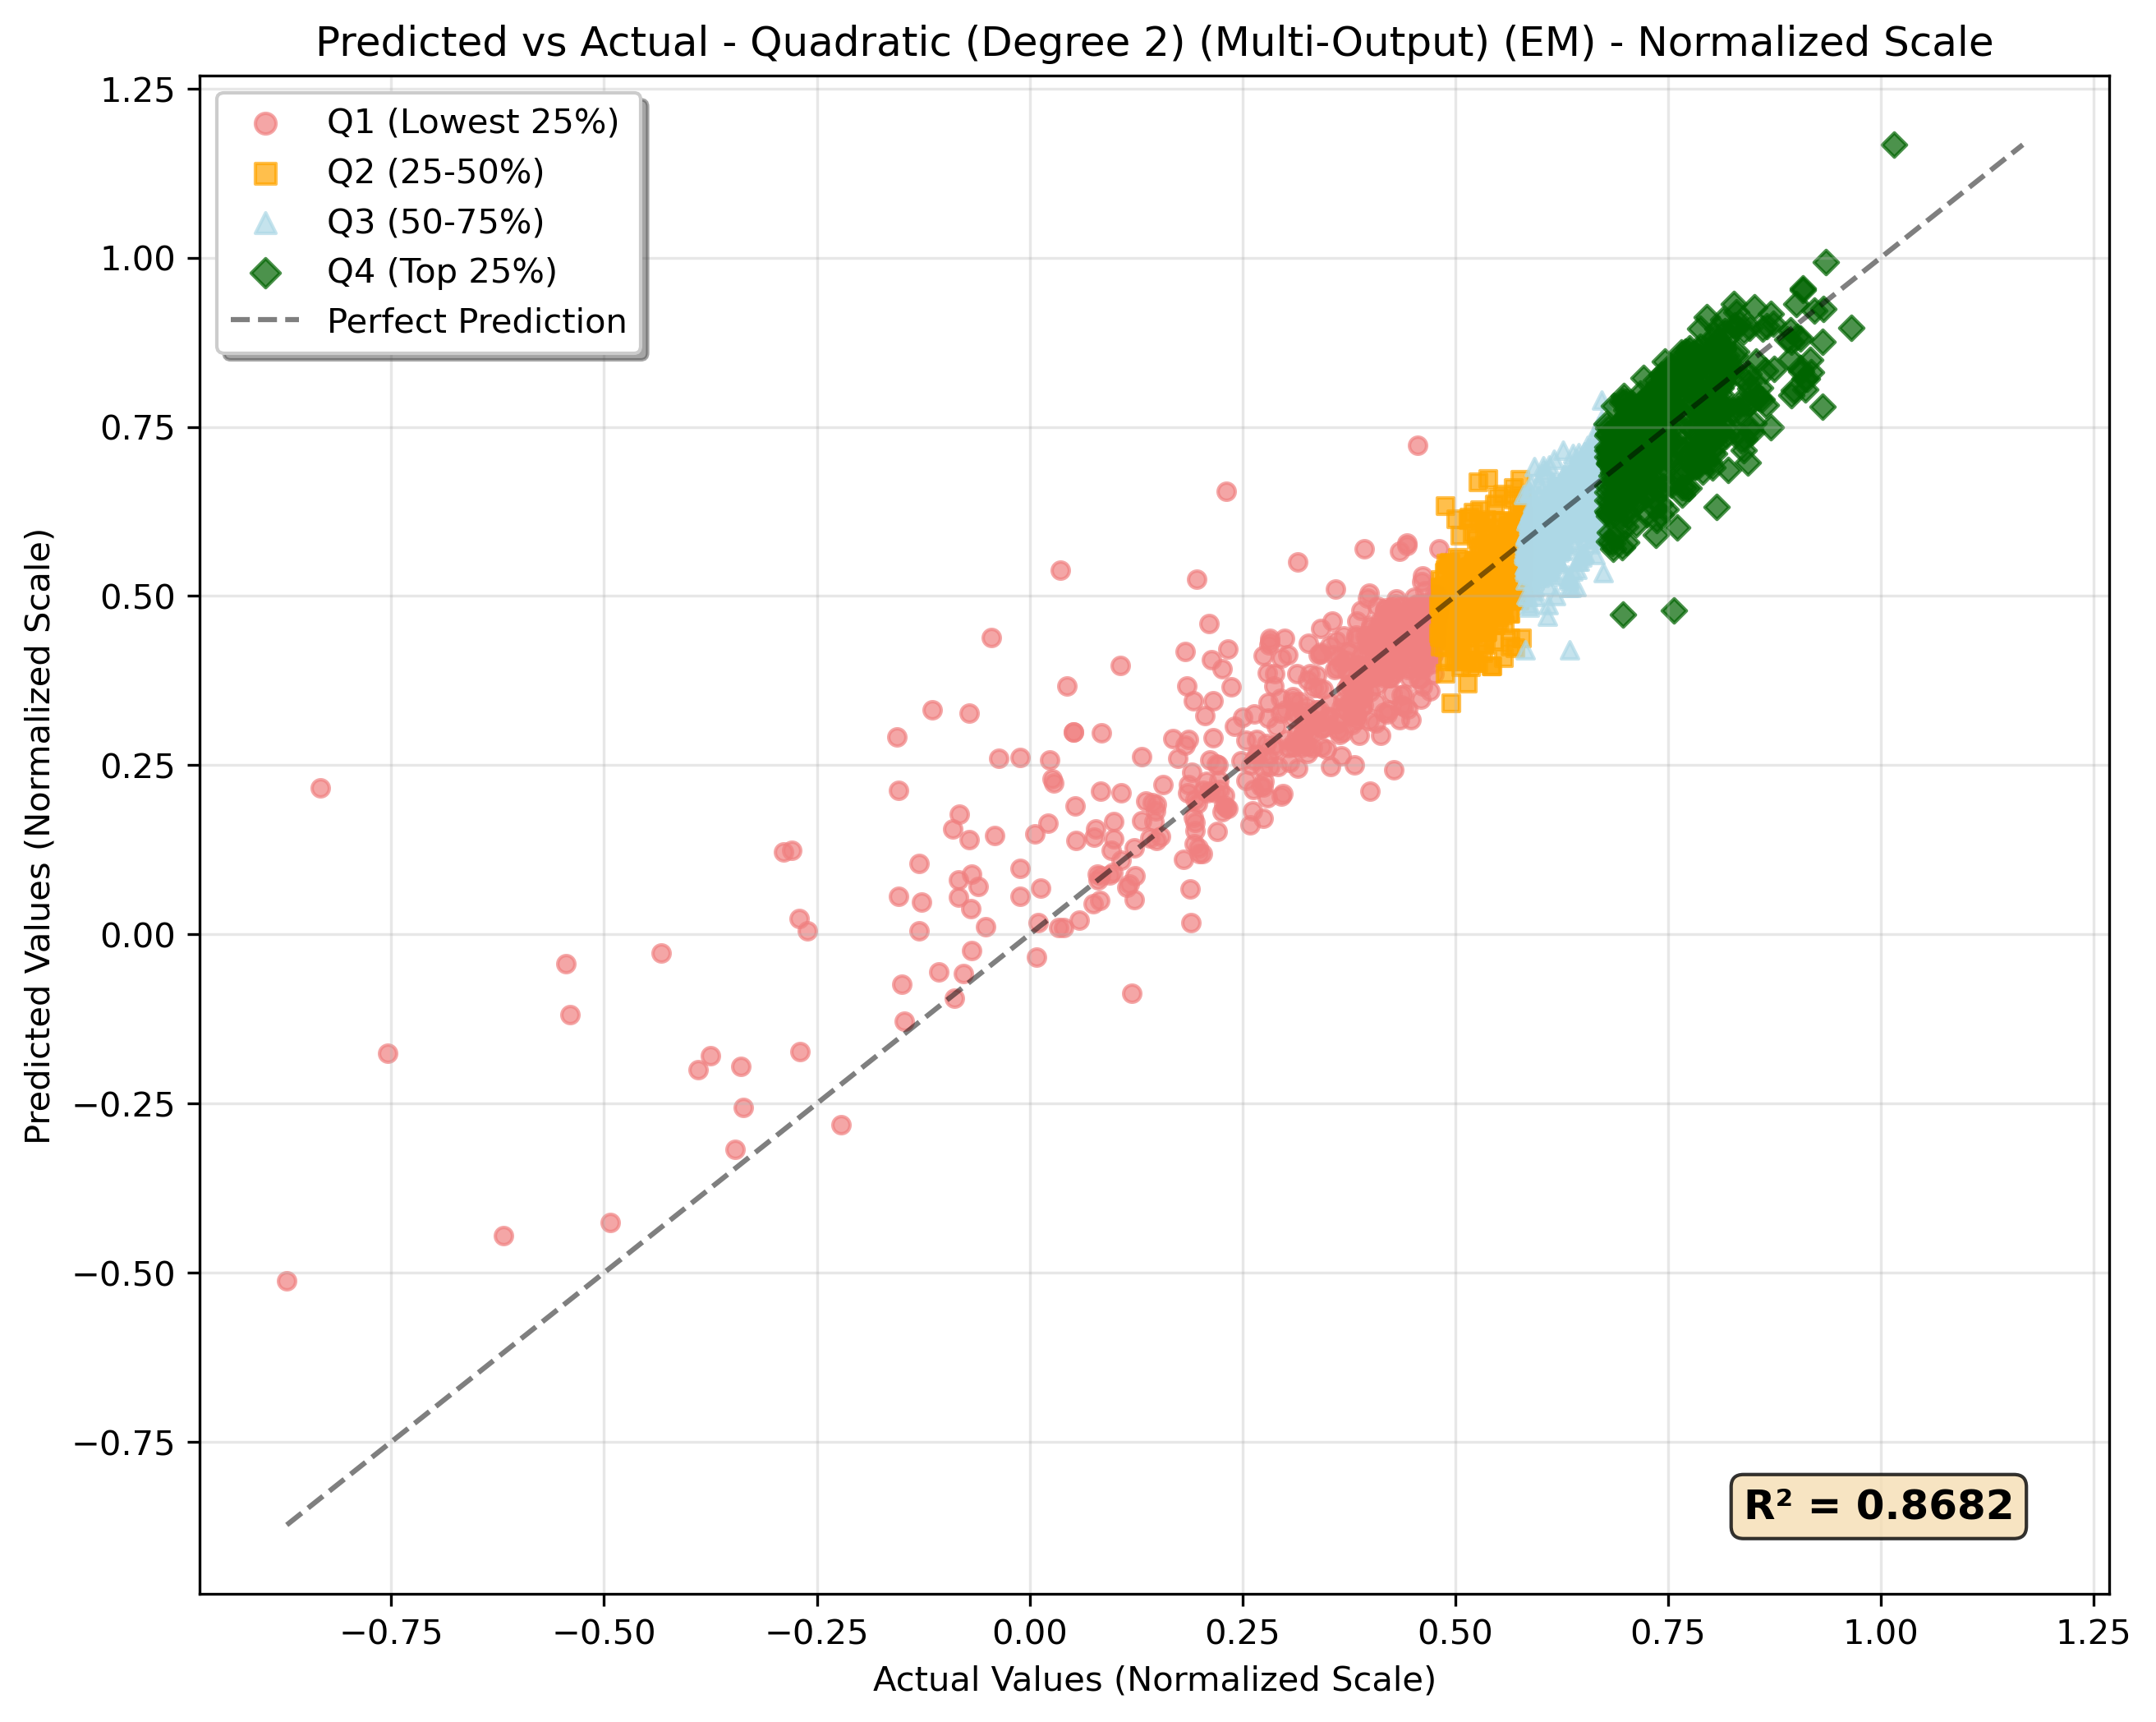 Predicted vs Actual - Quadratic (Degree 2) (Multi-Output) (EM) - Normalized Scale
Q1 (Lowest 25%)
Q2 (25-50%)
Q3 (50-75%)
Q4 (Top 25%)
Perfect Prediction
Predicted Values (Normalized Scale)
1.25
1.00
0.75
0.50
0.25
0.00
−0.25
−0.50
−0.75
R² = 0.8682
−0.75 −0.50 −0.25 0.00 0.25 0.50 0.75 1.00 1.25
Actual Values (Normalized Scale)